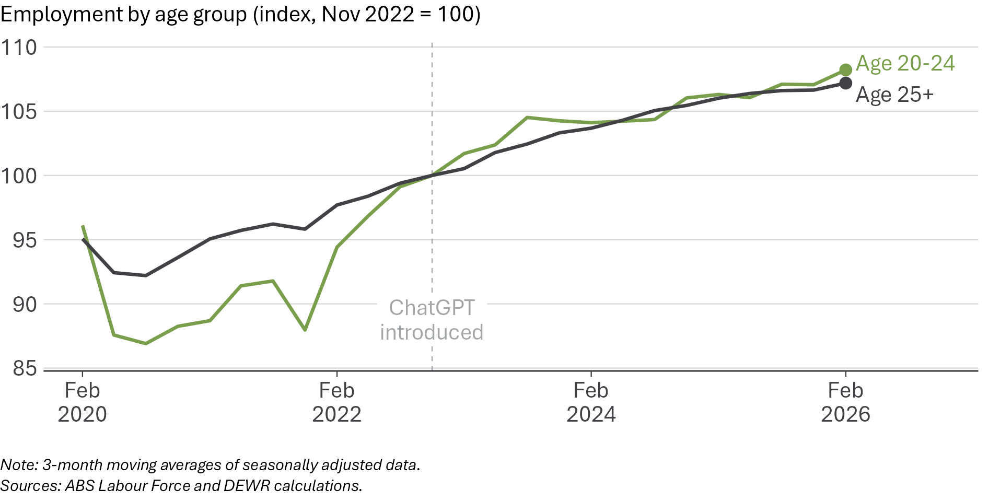 Employment by age group (index, Nov 2022 = 100)
110
105
100
95
90
85
Age 20-24
Age 25+
ChatGPT
introduced
Feb
2020
Feb
2022
Feb
2024
Feb
2026
Note: 3-month moving averages of seasonally adjusted data.
Sources: ABS Labour Force and DEWR calculations.